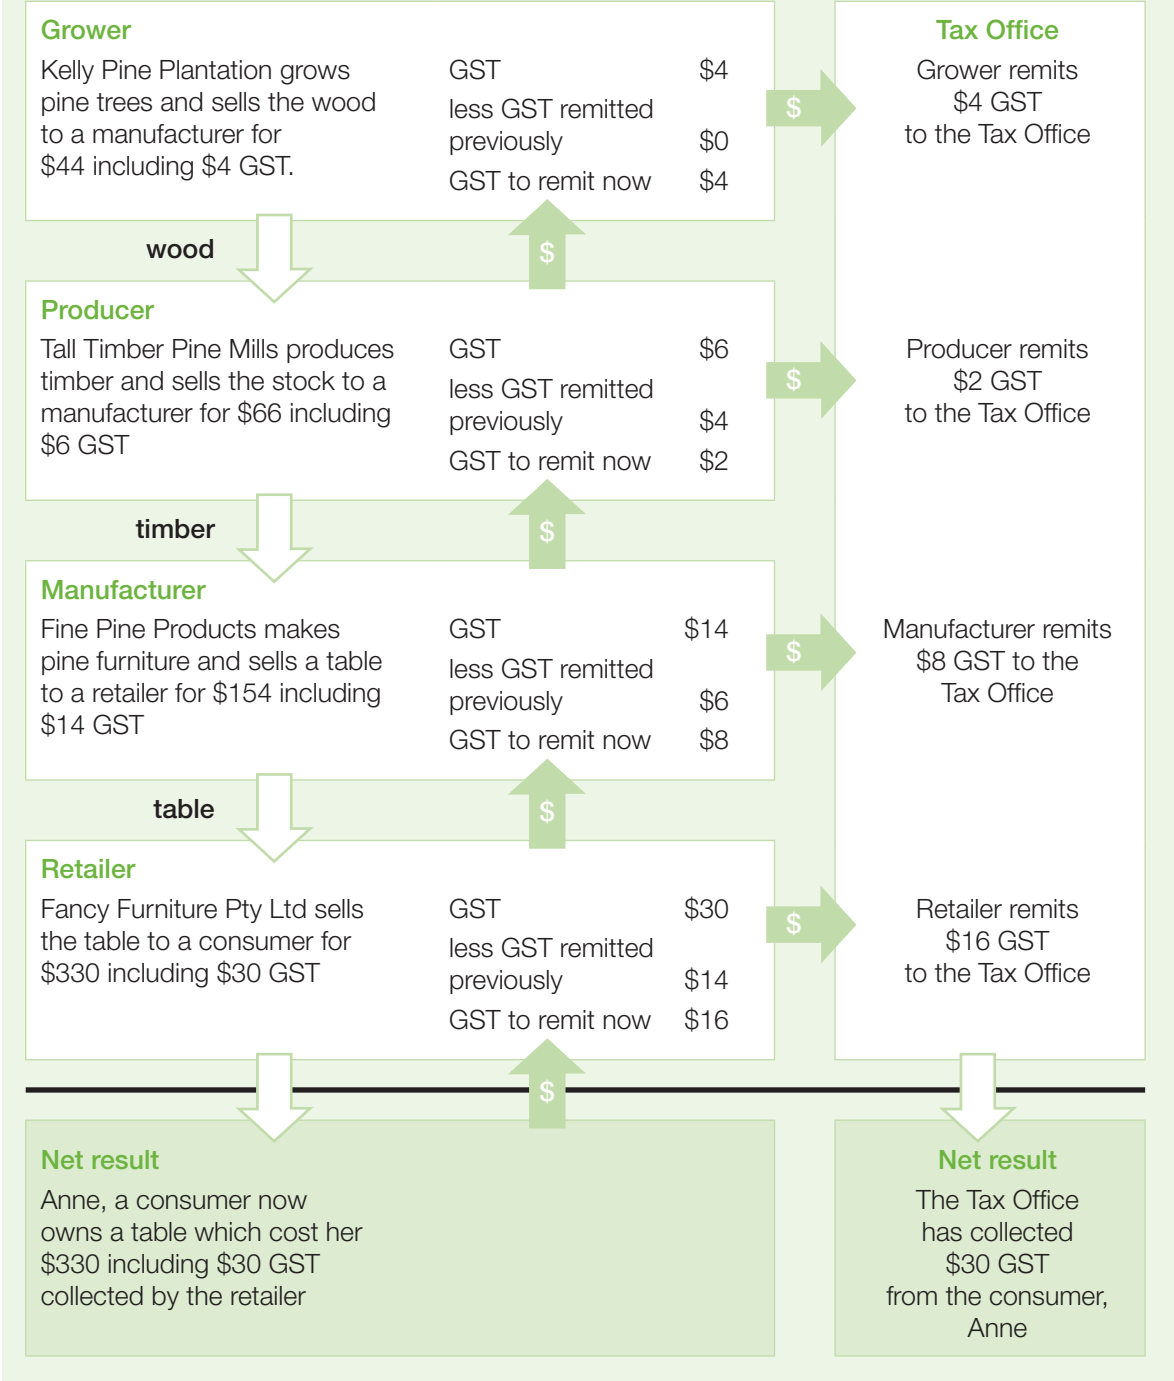 Grower
Kelly Pine Plantation grows
pine trees and sells the wood
to a manufacturer for
$44 including $4 GST.
GST $4
less GST remitted
previously $0
GST to remit now $4
$
Tax Office
Grower remits
$4 GST
to the Tax Office
wood
$
Producer
Tall Timber Pine Mills produces
timber and sells the stock to a
manufacturer for $66 including
$6 GST
GST $6
less GST remitted
previously $4
GST to remit now $2
$
Producer remits
$2 GST
to the Tax Office
timber
$
Manufacturer
Fine Pine Products makes
pine furniture and sells a table
to a retailer for $154 including
$14 GST
GST $14
less GST remitted
previously $6
GST to remit now $8
$
Manufacturer remits
$8 GST to the
Tax Office
table
$
Retailer
Fancy Furniture Pty Ltd sells
the table to a consumer for
$330 including $30 GST
GST $30
less GST remitted
previously $14
GST to remit now $16
$
Retailer remits
$16 GST
to the Tax Office
$
Net result
Anne, a consumer now
owns a table which cost her
$330 including $30 GST
collected by the retailer
Net result
The Tax Office
has collected
$30 GST
from the consumer,
Anne